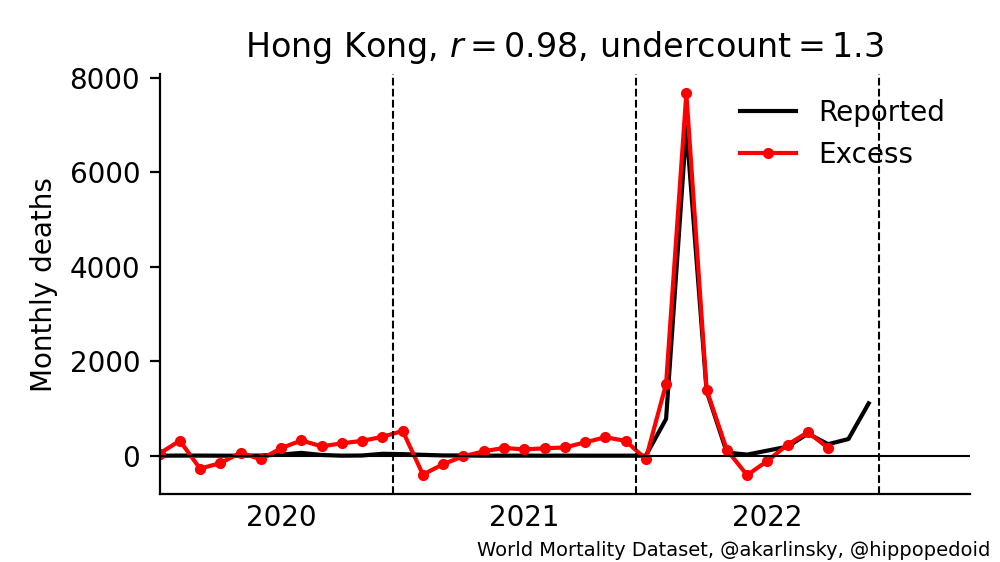 Hong Kong, r = 0.98, undercount = 1.3
8000
6000
4000
2000
0
Monthly deaths
Reported
Excess
2020
2021
2022
World Mortality Dataset, @akarlinsky, @hippopedoid